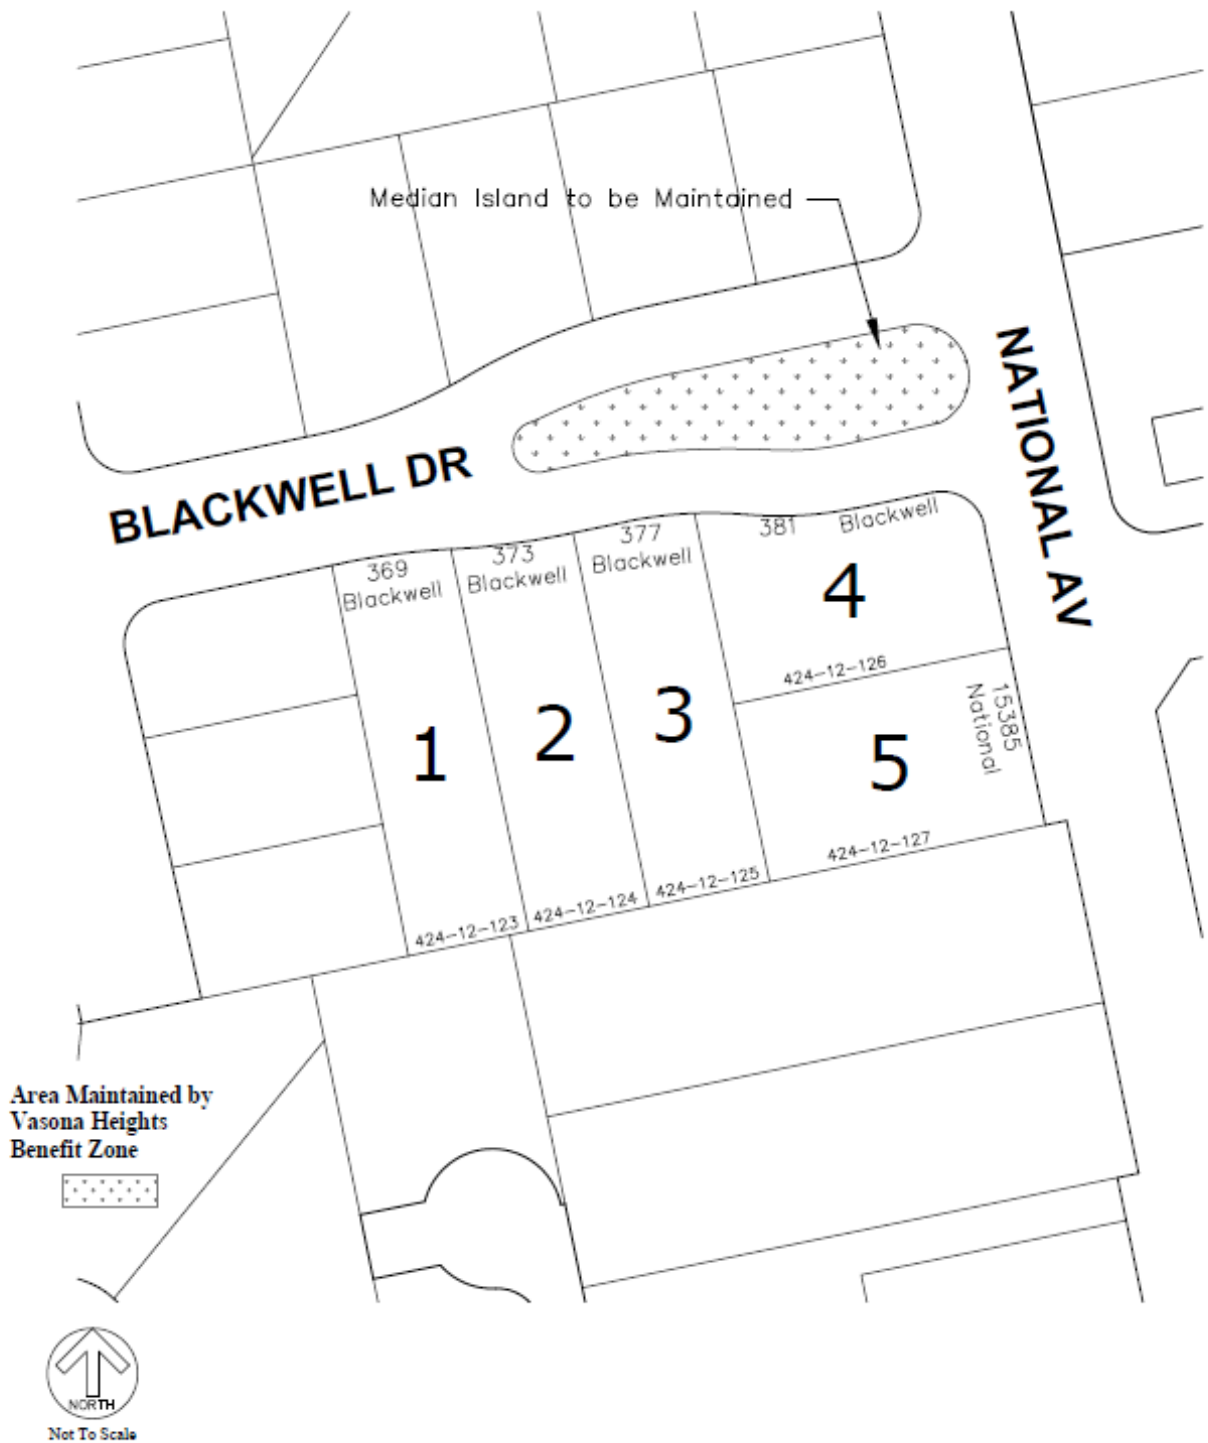 Median Island to be Maintained
NATIONAL AV
BLACKWELL DR
369
Blackwell
373
Blackwell
377
Blackwell
381 Blackwell
4
424-12-126
15385
National
1
2
3
5
424-12-123
424-12-124
424-12-125
424-12-127
Area Maintained by
Vasona Heights
Benefit Zone
NORTH
Not To Scale